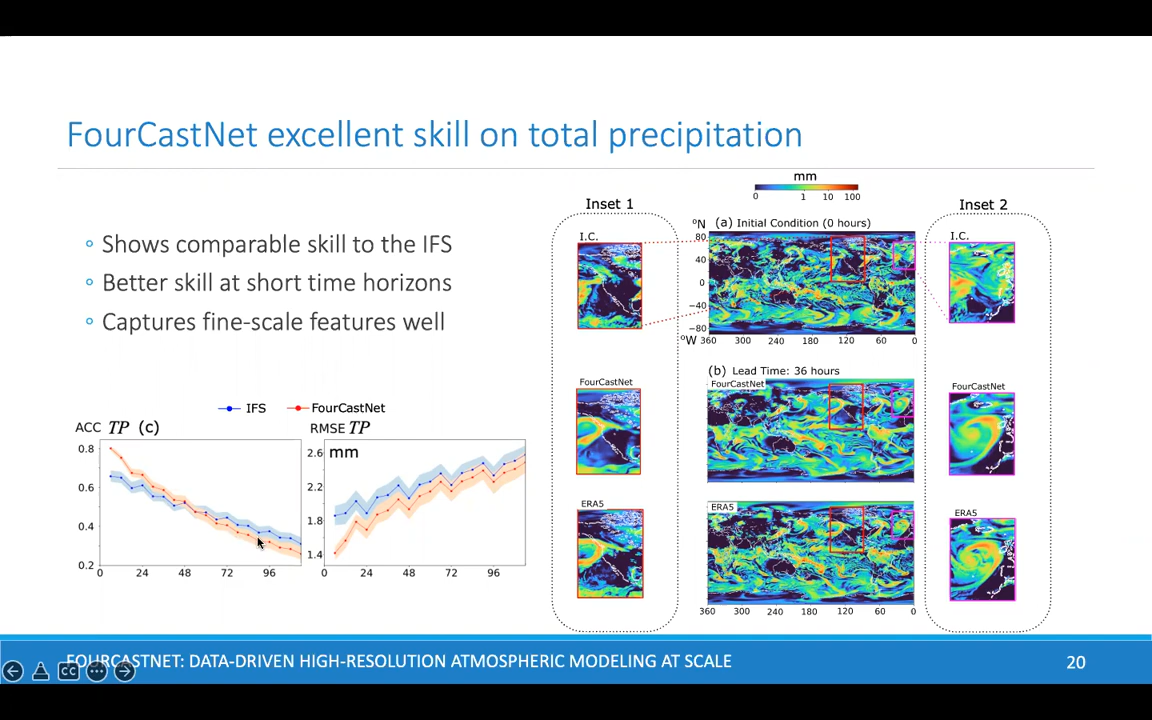 FourCastNet excellent skill on total precipitation
Shows comparable skill to the IFS
Better skill at short time horizons
Captures fine-scale features well
IFS
FourCastNet
ACC TP (c)
0.8
0.6
0.4
0.2
0 24 48 72 96
RMSE TP
mm
2.6
2.2
1.8
1.4
0 24 48 72 96
mm
0 1 10 100
Inset 1
I.C.
FourCastNet
ERA5
(a) Initial Condition (0 hours)
ºN
80
40
0
−40
−80
ºW 360 300 240 180 120 60 0
(b) Lead Time: 36 hours
FourCastNet
ERA5
360 300 240 180 120 60 0
Inset 2
I.C.
FourCastNet
ERA5
FOURCASTNET: DATA-DRIVEN HIGH-RESOLUTION ATMOSPHERIC MODELING AT SCALE
20
CC